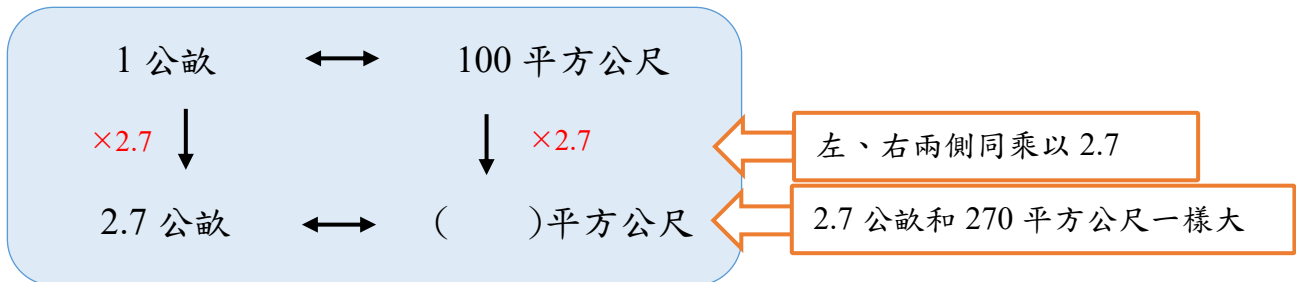 1 公畝 100 平方公尺
×2.7 ×2.7
左、右兩側同乘以 2.7
2.7 公畝 ( )平方公尺
2.7 公畝和 270 平方公尺一樣大